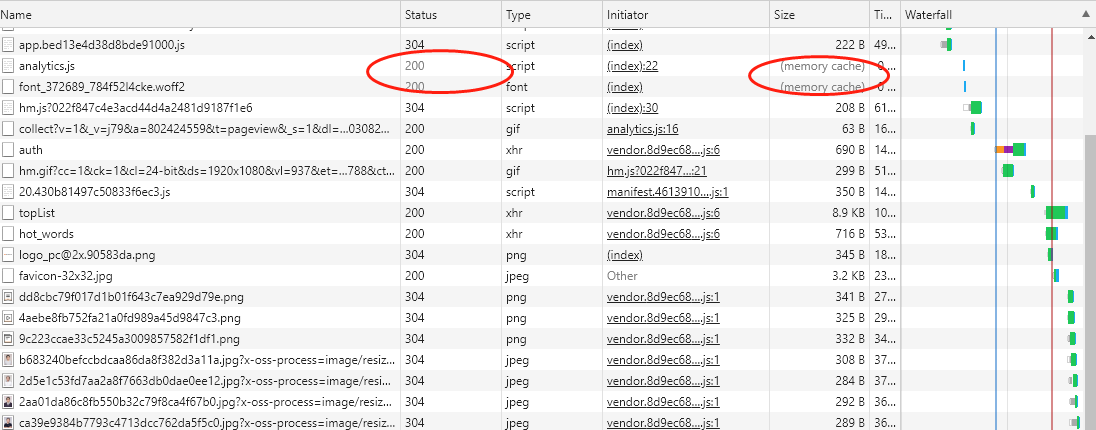 Name Status Type Initiator Size Ti... Waterfall
app.bed13e4d38d8bde91000.js 304 script (index) 222 B 49...
analytics.js 200 script (index):22 (memory cache) 0
font_372689_784f52l4cke.woff2 200 font (index) (memory cache) 0
hm.js?022f847c4e3acd44d4a2481d9187f1e6 304 script (index):30 208 B 61...
collect?v=1&_v=j79&a=802424559&t=pageview&_s=1&dl=...03082... 200 gif analytics.js:16 63 B 16...
auth 200 xhr vendor.8d9ec68....js:6 690 B 14...
hm.gif?cc=1&ck=1&cl=24-bit&ds=1920x1080&vl=937&et=...788&ct... 200 gif hm.js?022f847...:21 299 B 51...
20.430b81497c50833f6ec3.js 304 script manifest.4613910....js:1 350 B 14...
topList 200 xhr vendor.8d9ec68....js:6 8.9 KB 10...
hot_words 200 xhr vendor.8d9ec68....js:6 716 B 53...
logo_pc@2x.90583da.png 304 png (index) 345 B 18...
favicon-32x32.jpg 200 jpeg Other 3.2 KB 23...
dd8cbc79f017d1b01f643c7ea929d79e.png 304 png vendor.8d9ec68....js:1 341 B 27...
4aebe8fb752fa21a0fd989a45d9847c3.png 304 png vendor.8d9ec68....js:1 325 B 29...
9c223ccae33c5245a3009857582f1df1.png 304 png vendor.8d9ec68....js:1 332 B 34...
b683240befccbdcaa86da8f382d3a11a.jpg?x-oss-process=image/resiz... 304 jpeg vendor.8d9ec68....js:1 308 B 37...
2d5e1c53fd7aa2a8f7663db0dae0ee12.jpg?x-oss-process=image/resi... 304 jpeg vendor.8d9ec68....js:1 284 B 37...
2aa01da86c8fb550b32c79f8ca4f67b0.jpg?x-oss-process=image/resiz... 304 jpeg vendor.8d9ec68....js:1 292 B 36...
ca39e9384b7793c4713dcc762da5f5c0.jpg?x-oss-process=image/resiz... 304 jpeg vendor.8d9ec68....js:1 289 B 36...